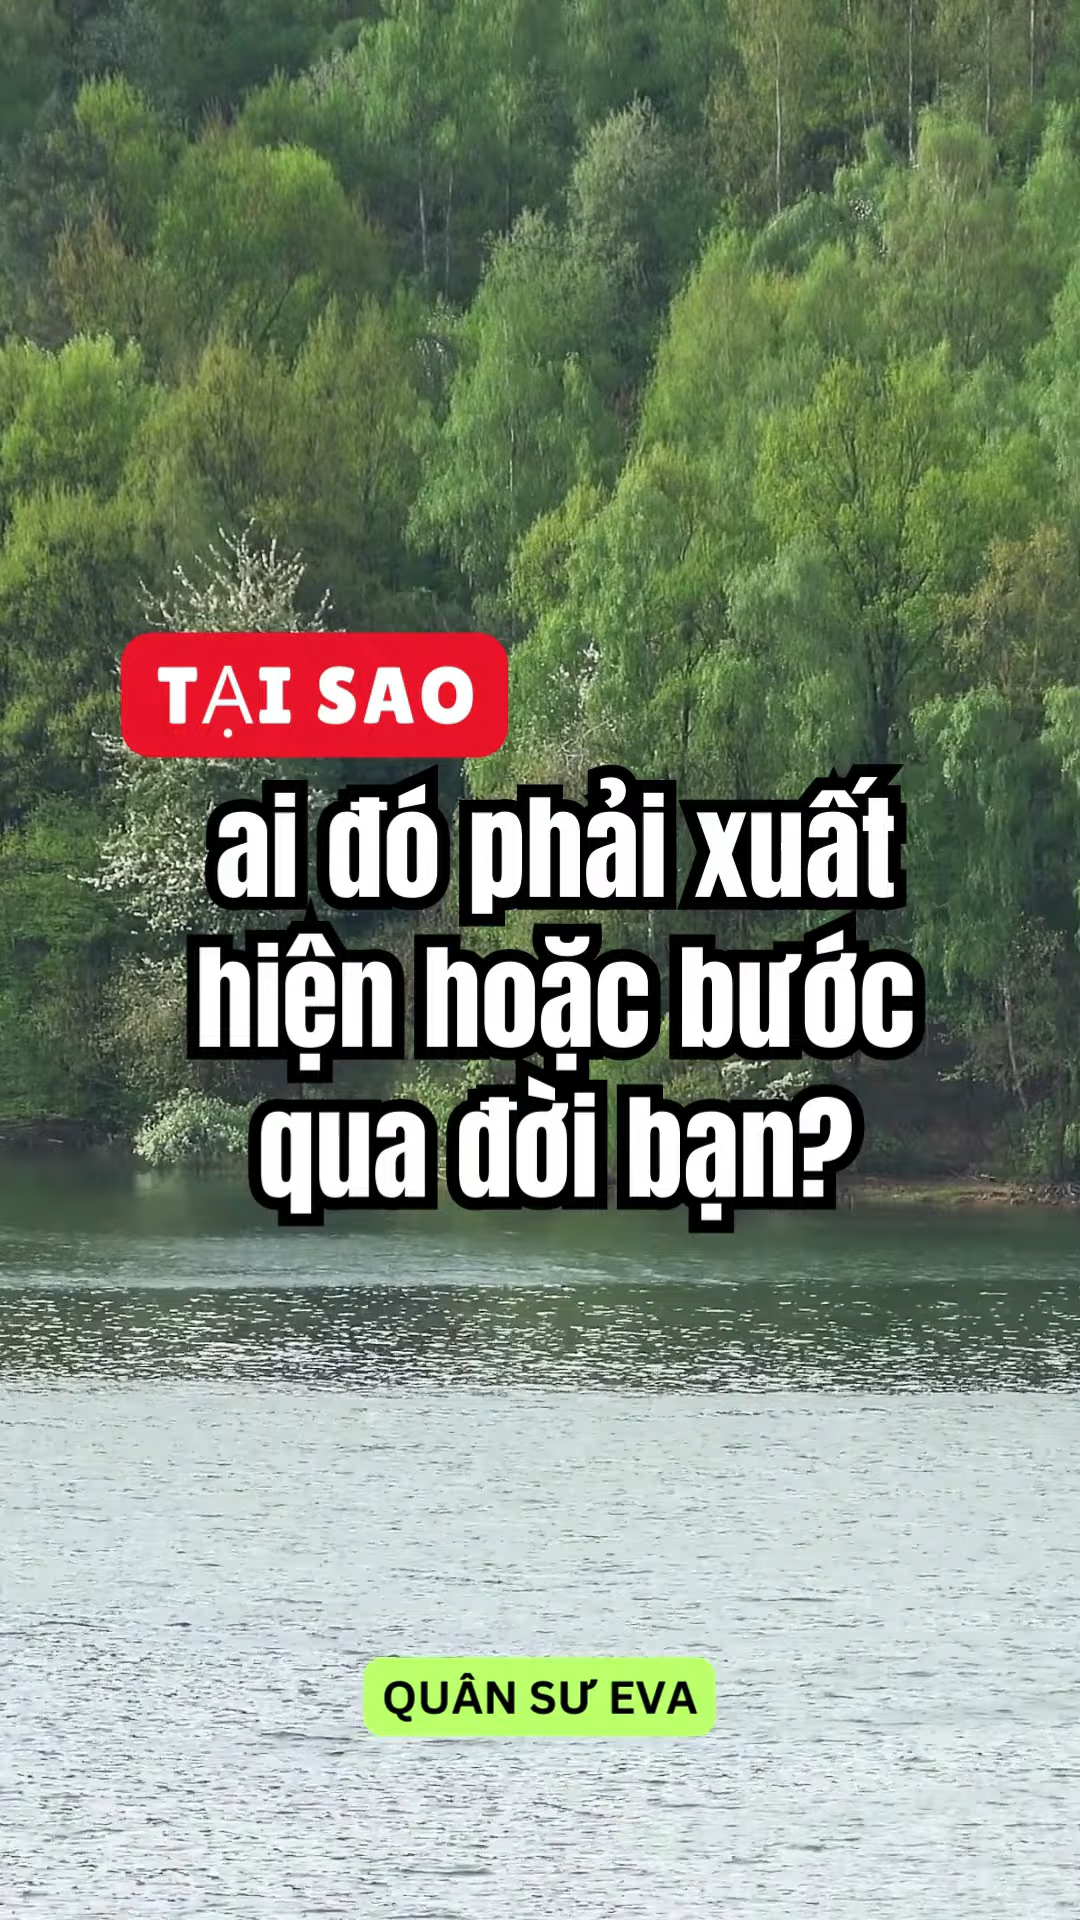 TẠI SAO
ai đó phải xuất
hiện hoặc bước
qua đời bạn?
QUÂN SƯ EVA